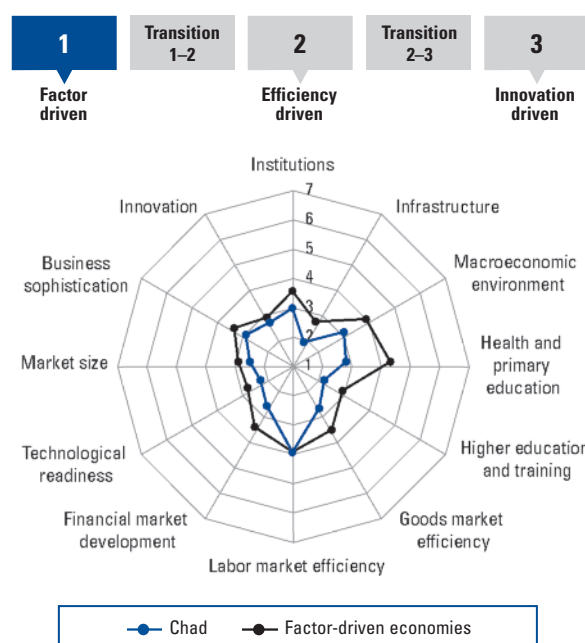 1
Transition
1–2
2
Transition
2–3
3
Factor
driven
Efficiency
driven
Innovation
driven
Institutions
7
Innovation
Infrastructure
6
5
Business
sophistication
Macroeconomic
environment
4
3
2
Market size
1
Health and
primary
education
Technological
readiness
Higher education
and training
Financial market
development
Goods market
efficiency
Labor market efficiency
Chad
Factor-driven economies